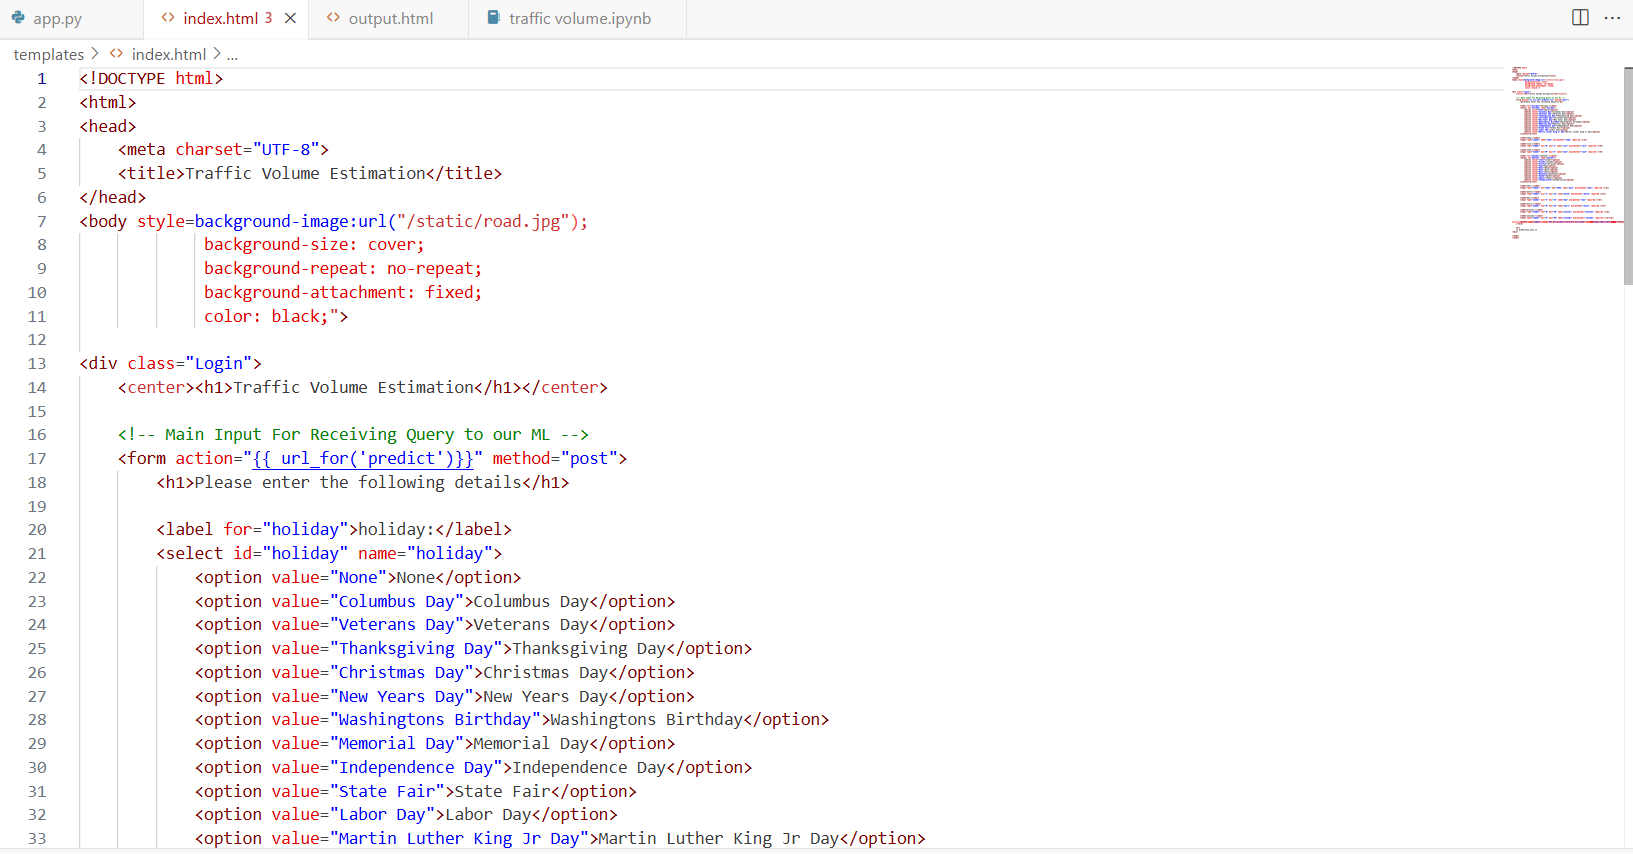 app.py index.html 3 output.html traffic volume.ipynb
templates > index.html > ...
1 <!DOCTYPE html>
2 <html>
3 <head>
4 <meta charset="UTF-8">
5 <title>Traffic Volume Estimation</title>
6 </head>
7 <body style=background-image:url("/static/road.jpg");
8 background-size: cover;
9 background-repeat: no-repeat;
10 background-attachment: fixed;
11 color: black;">
12
13 <div class="Login">
14 <center><h1>Traffic Volume Estimation</h1></center>
15
16 <!-- Main Input For Receiving Query to our ML -->
17 <form action="{{ url_for('predict')}}" method="post">
18 <h1>Please enter the following details</h1>
19
20 <label for="holiday">holiday:</label>
21 <select id="holiday" name="holiday">
22 <option value="None">None</option>
23 <option value="Columbus Day">Columbus Day</option>
24 <option value="Veterans Day">Veterans Day</option>
25 <option value="Thanksgiving Day">Thanksgiving Day</option>
26 <option value="Christmas Day">Christmas Day</option>
27 <option value="New Years Day">New Years Day</option>
28 <option value="Washingtons Birthday">Washingtons Birthday</option>
29 <option value="Memorial Day">Memorial Day</option>
30 <option value="Independence Day">Independence Day</option>
31 <option value="State Fair">State Fair</option>
32 <option value="Labor Day">Labor Day</option>
33 <option value="Martin Luther King Jr Day">Martin Luther King Jr Day</option>